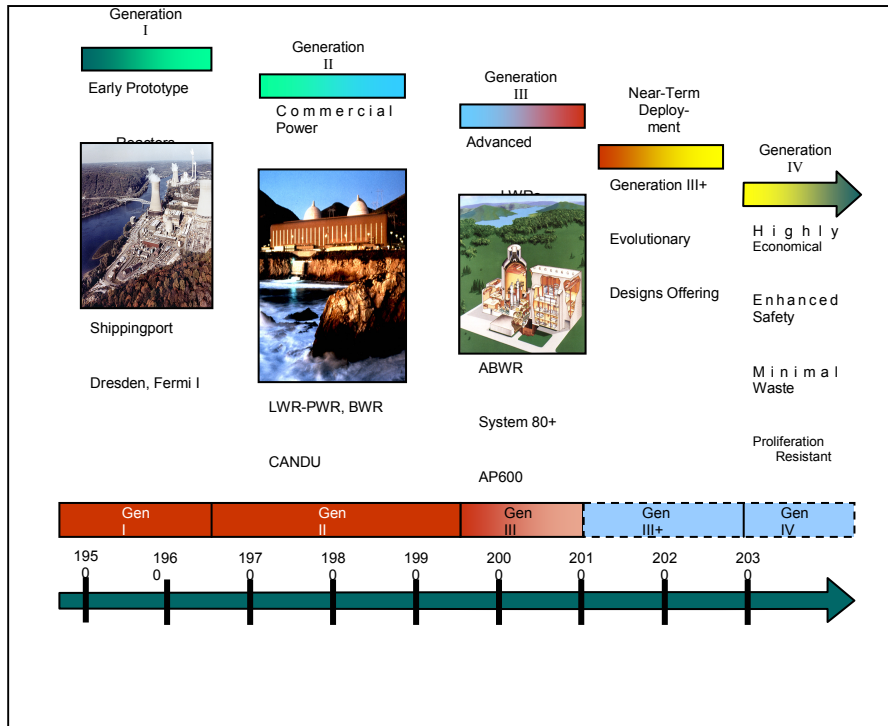 Generation
I
Early Prototype
Reactors
Shippingport
Dresden, Fermi I
Generation
II
Commercial
Power
LWR-PWR, BWR
CANDU
Generation
III
Advanced
LWRs
ABWR
System 80+
AP600
Near-Term
Deploy-
ment
Generation III+
Evolutionary
Designs Offering
Generation
IV
Highly
Economical
Enhanced
Safety
Minimal
Waste
Proliferation
Resistant
Gen
I
Gen
II
Gen
III
Gen
III+
Gen
IV
195
0
196
0
197
0
198
0
199
0
200
0
201
0
202
0
203
0